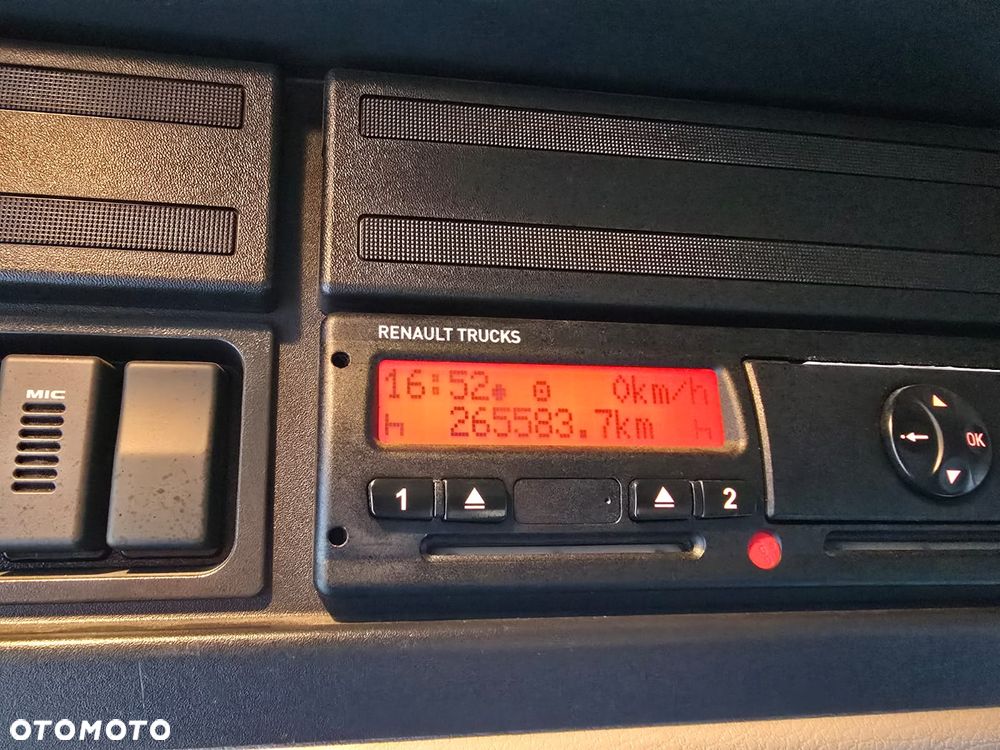 RENAULT TRUCKS
16:52 0km/h
265583.7km
MIC
1 2
OK
OTOMOTO